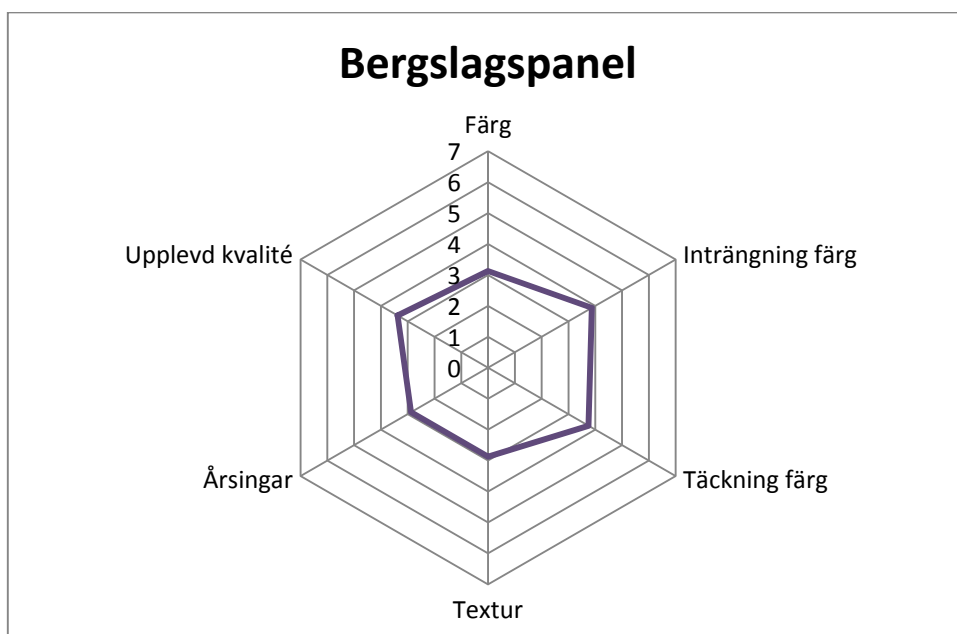 Bergslagspanel
Färg
7
6
5
4
3
2
1
0
Inträngning färg
Täckning färg
Textur
Årsingar
Upplevd kvalité